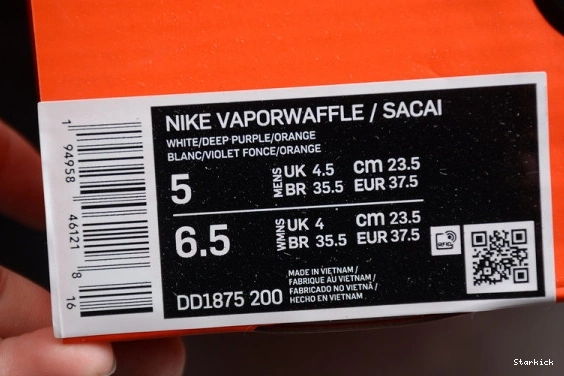 NIKE VAPORWAFFLE / SACAI
WHITE/DEEP PURPLE/ORANGE
BLANC/VIOLET FONCE/ORANGE
5 MENS UK 4.5 cm 23.5
BR 35.5 EUR 37.5
6.5 WMNS UK 4 cm 23.5
BR 35.5 EUR 37.5
MADE IN VIETNAM /
FABRIQUE AU VIETNAM /
FABRICADO NO VIETNÃ /
HECHO EN VIETNAM
DD1875 200
1 94958 46121 8 16
Starkick